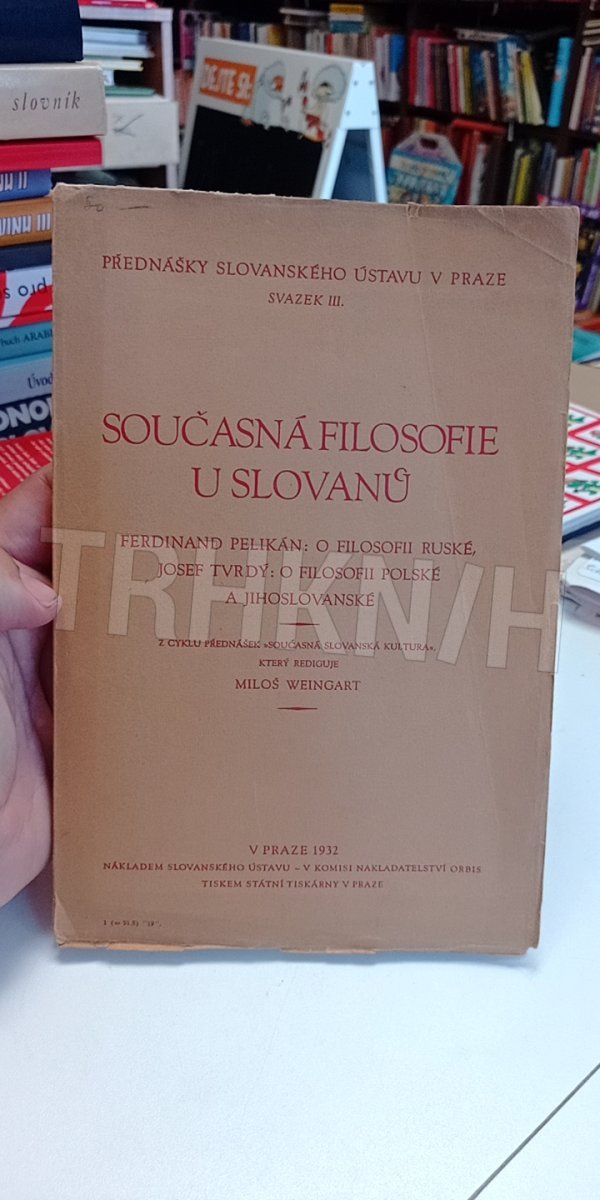 PŘEDNÁŠKY SLOVANSKÉHO ÚSTAVU V PRAZE
SVAZEK III.
SOUČASNÁ FILOSOFIE
U SLOVANŮ
FERDINAND PELIKÁN: O FILOSOFII RUSKÉ,
JOSEF TVRDÝ: O FILOSOFII POLSKÉ
A JIHOSLOVANSKÉ
Z CYKLU PŘEDNÁŠEK »SOUČASNÁ SLOVANSKÁ KULTURA«,
KTERÝ REDIGUJE
MILOŠ WEINGART
V PRAZE 1932
NÁKLADEM SLOVANSKÉHO ÚSTAVU – V KOMISI NAKLADATELSTVÍ ORBIS
TISKEM STÁTNÍ TISKÁRNY V PRAZE
TRHKNIH
slovník
DEJTE SI